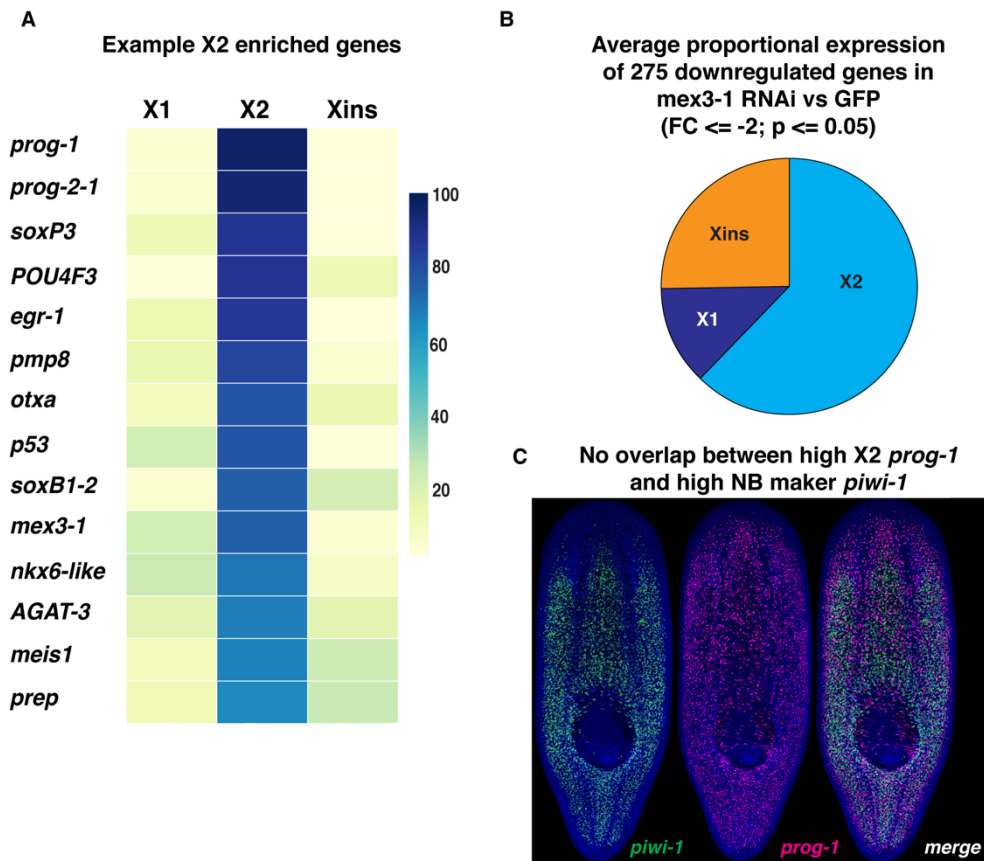 A
Example X2 enriched genes
X1 X2 Xins
prog-1
prog-2-1
soxP3
POU4F3
egr-1
pmp8
otxa
p53
soxB1-2
mex3-1
nkx6-like
AGAT-3
meis1
prep
100
80
60
40
20
B
Average proportional expression
of 275 downregulated genes in
mex3-1 RNAi vs GFP
(FC <= -2; p <= 0.05)
Xins
X2
X1
C No overlap between high X2 prog-1
and high NB maker piwi-1
piwi-1 prog-1 merge